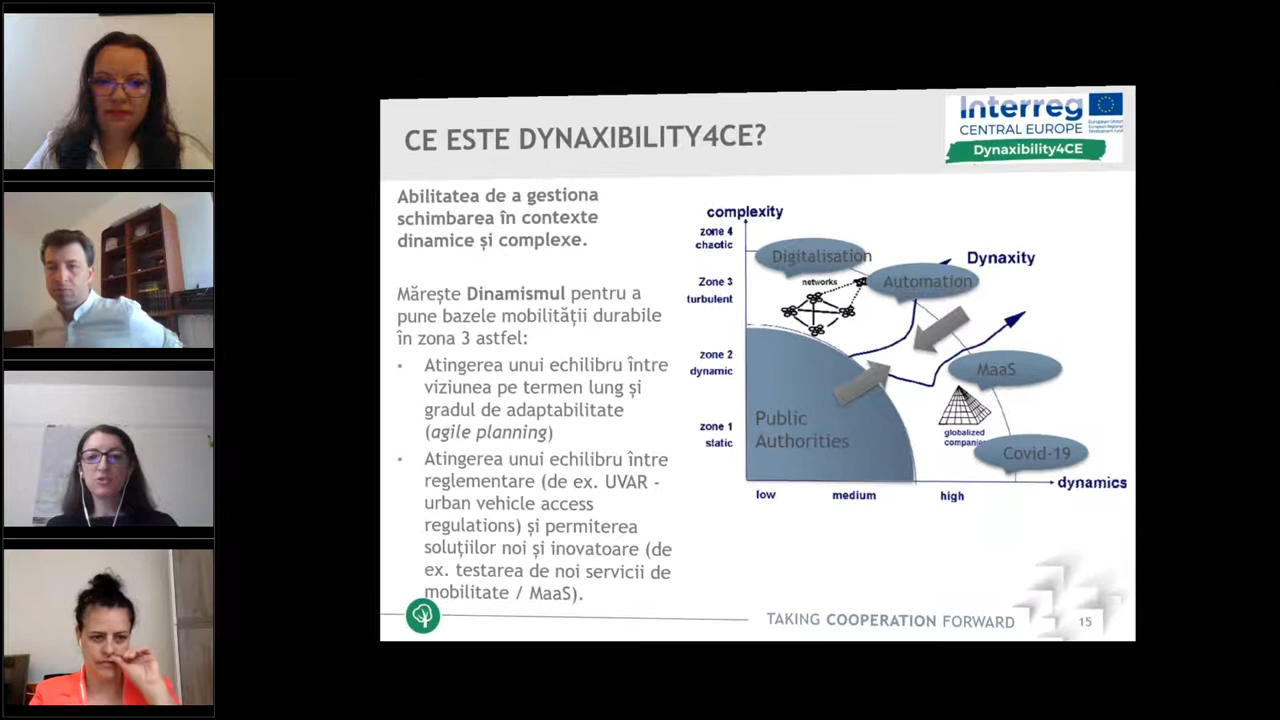 CE ESTE DYNAXIBILITY4CE?
Interreg
CENTRAL EUROPE
Dynaxibility4CE
Abilitatea de a gestiona
schimbarea în contexte
dinamice și complexe.
Mărește Dinamismul pentru a
pune bazele mobilității durabile
în zona 3 astfel:
• Atingerea unui echilibru între
viziunea pe termen lung și
gradul de adaptabilitate
(agile planning)
• Atingerea unui echilibru între
reglementare (de ex. UVAR -
urban vehicle access
regulations) și permiterea
soluțiilor noi și inovatoare (de
ex. testarea de noi servicii de
mobilitate / MaaS).
complexity
zone 4
chaotic
Zone 3
turbulent
zone 2
dynamic
zone 1
static
Digitalisation
networks
Automation
Dynaxity
MaaS
globalized
Covid-19
Public
Authorities
low
medium
high
dynamics
TAKING COOPERATION FORWARD
15